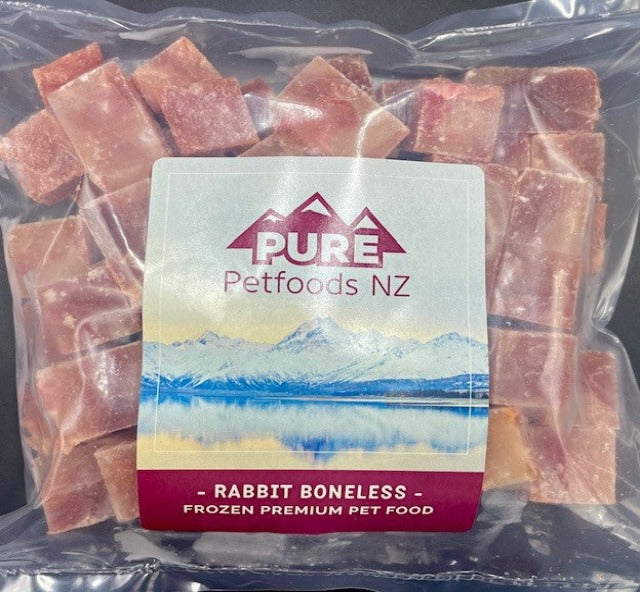 PURE
Petfoods NZ
- RABBIT BONELESS -
FROZEN PREMIUM PET FOOD